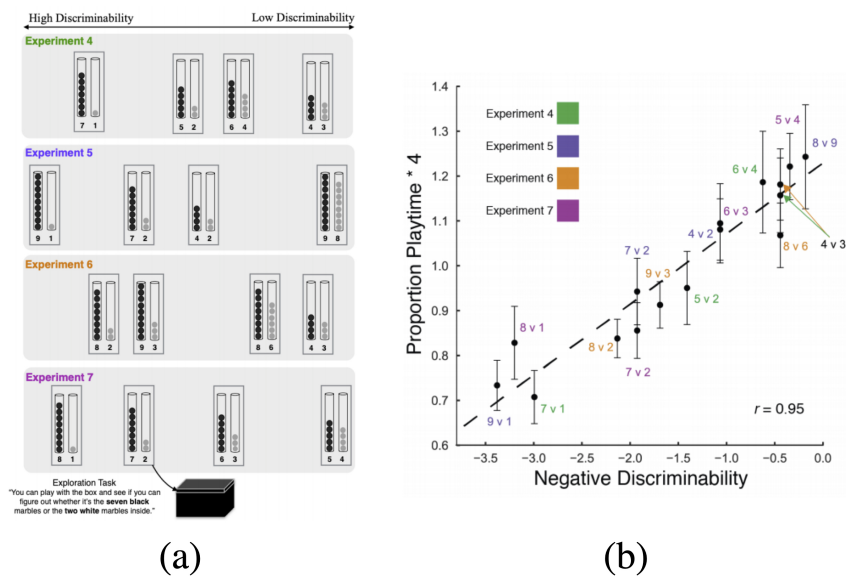 High Discriminability Low Discriminability
Experiment 4
7 1 5 2 6 4 4 3
Experiment 5
9 1 7 2 4 2 9 8
Experiment 6
8 2 9 3 8 6 4 3
Experiment 7
8 1 7 2 6 3 5 4
Exploration Task
"You can play with the box and see if you can
figure out whether it's the seven black
marbles or the two white marbles inside."
(a)
Proportion Playtime * 4
1.4
1.3
1.2
1.1
1.0
0.9
0.8
0.7
0.6
Experiment 4
Experiment 5
Experiment 6
Experiment 7
5 v 4
8 v 9
6 v 4
6 v 3
4 v 2
4 v 3
8 v 6
7 v 2
9 v 3
5 v 2
8 v 1
8 v 2
7 v 2
9 v 1
7 v 1
r = 0.95
-3.5 -3.0 -2.5 -2.0 -1.5 -1.0 -0.5 0.0
Negative Discriminability
(b)